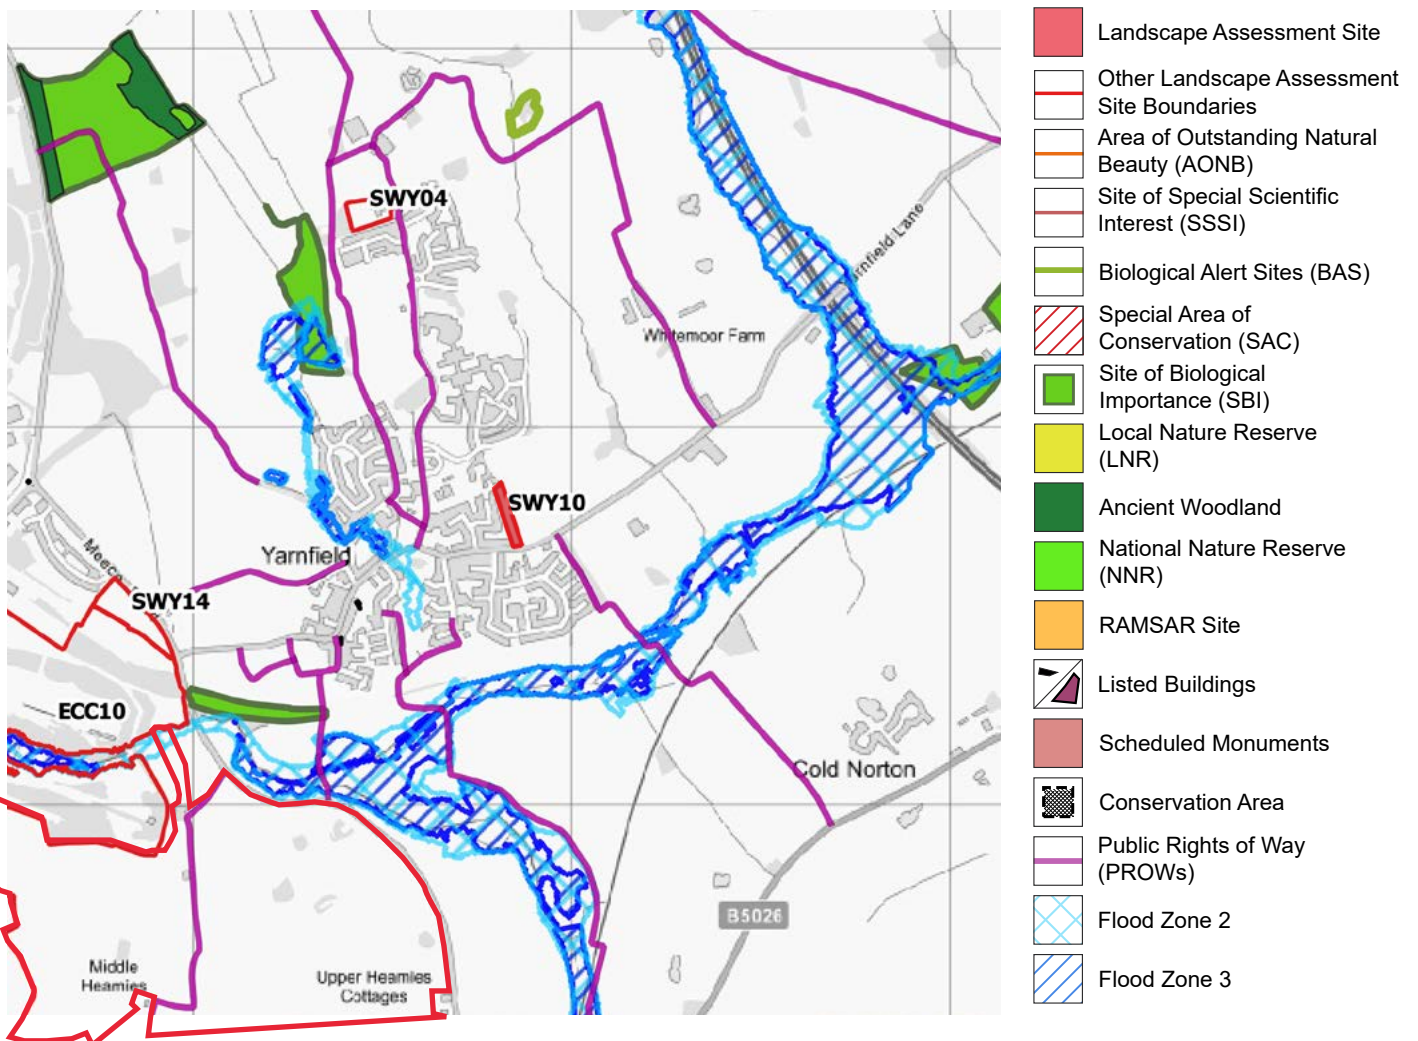 SWY04
Whitemoor Farm
SWY10
Yarnfield
SWY14
ECC10
Cold Norton
B5026
Middle
Heamies
Upper Heamies
Cottages
Landscape Assessment Site
Other Landscape Assessment
Site Boundaries
Area of Outstanding Natural
Beauty (AONB)
Site of Special Scientific
Interest (SSSI)
Biological Alert Sites (BAS)
Special Area of
Conservation (SAC)
Site of Biological
Importance (SBI)
Local Nature Reserve
(LNR)
Ancient Woodland
National Nature Reserve
(NNR)
RAMSAR Site
Listed Buildings
Scheduled Monuments
Conservation Area
Public Rights of Way
(PROWs)
Flood Zone 2
Flood Zone 3